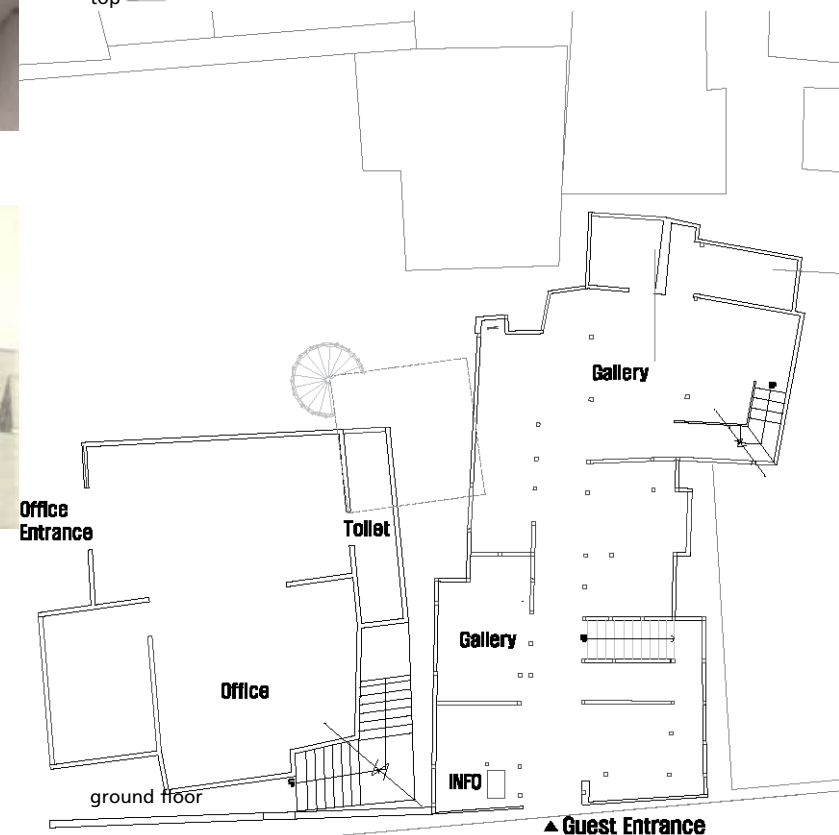 top
Gallery
Office
Entrance
Toilet
Gallery
Office
INFO
ground floor
▲ Guest Entrance